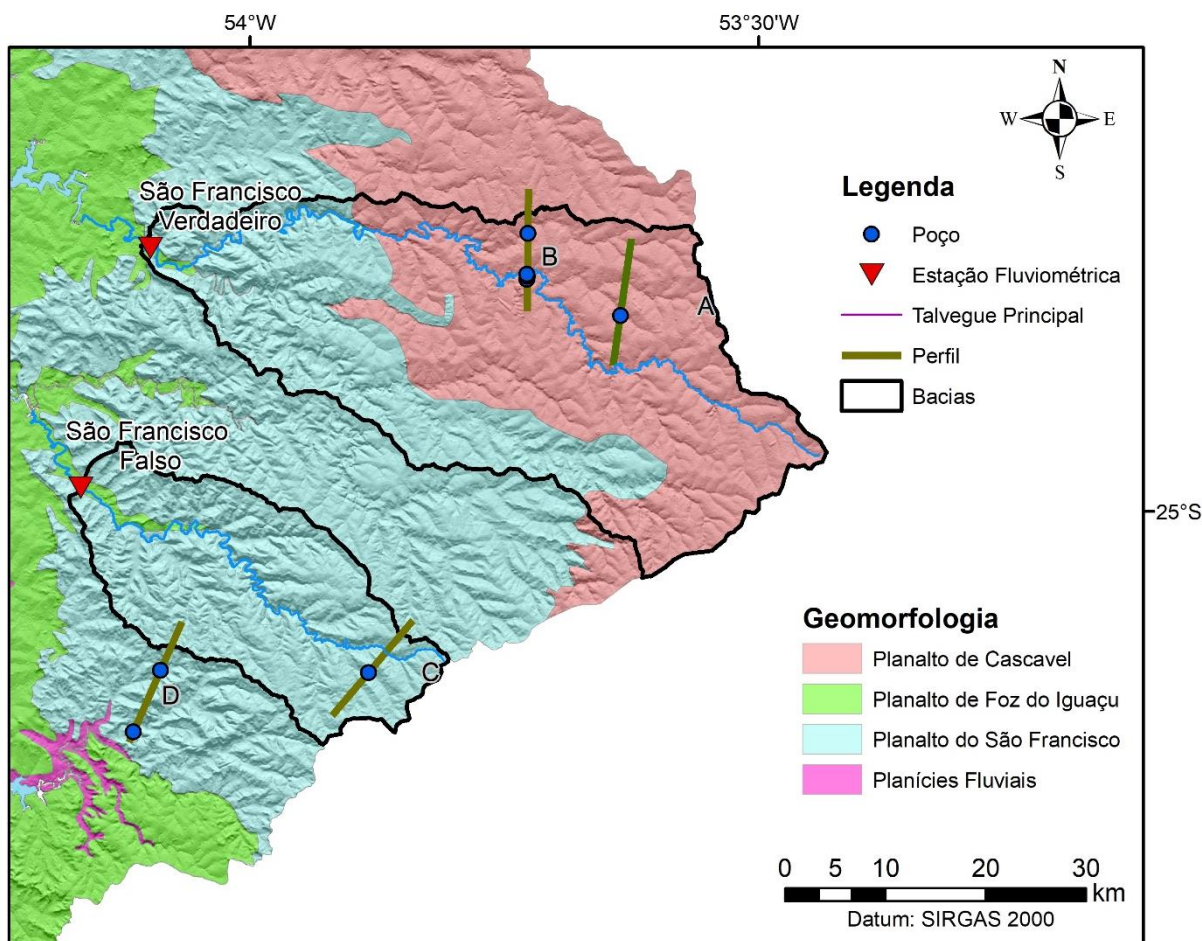 54°W
53°30'W
N
W
E
S
São Francisco
Verdadeiro
B
A
Legenda
Poço
Estação Fluviométrica
Talvegue Principal
Perfil
Bacias
São Francisco
Falso
25°S
C
D
Geomorfologia
Planalto de Cascavel
Planalto de Foz do Iguaçu
Planalto do São Francisco
Planícies Fluviais
0 5 10 20 30
km
Datum: SIRGAS 2000